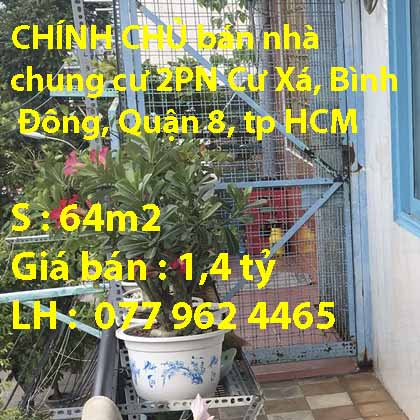 CHÍNH CHỦ bán nhà
chung cư 2PN Cư Xá, Bình
Đông, Quận 8, tp HCM
S : 64m2
Giá bán : 1,4 tỷ
LH : 077 962 4465